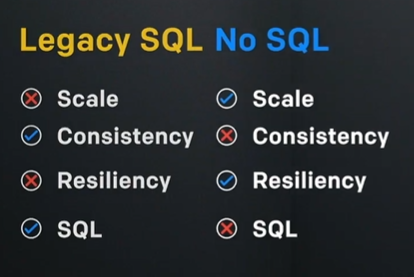 Legacy SQL No SQL
Scale Scale
Consistency Consistency
Resiliency Resiliency
SQL SQL